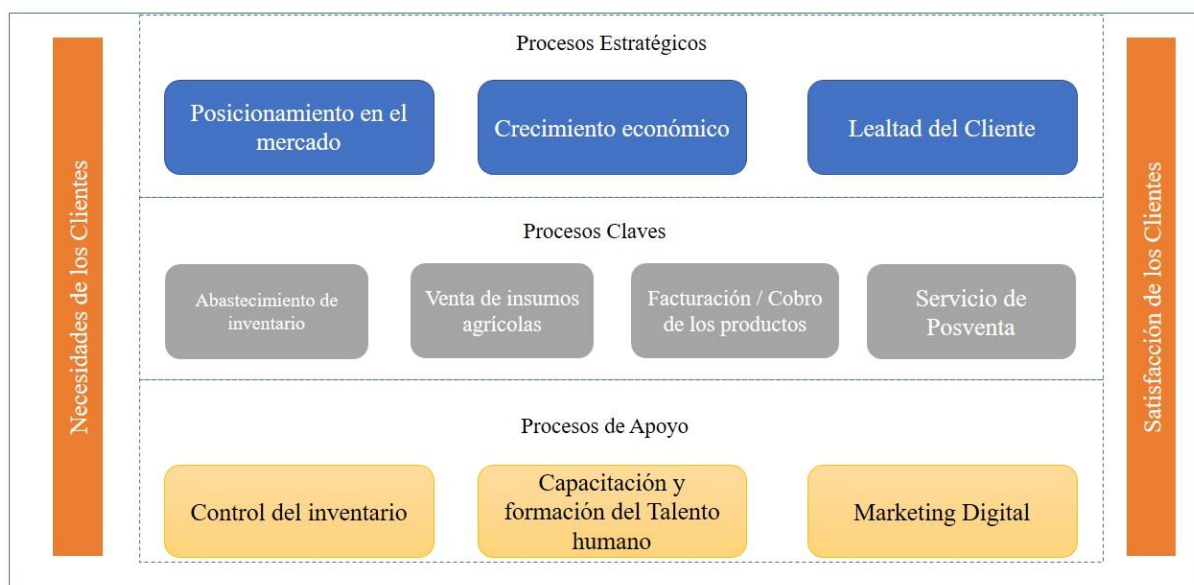 Necesidades de los Clientes
Procesos Estratégicos
Posicionamiento en el
mercado
Crecimiento económico
Lealtad del Cliente
Procesos Claves
Abastecimiento de
inventario
Venta de insumos
agrícolas
Facturación / Cobro
de los productos
Servicio de
Posventa
Procesos de Apoyo
Control del inventario
Capacitación y
formación del Talento
humano
Marketing Digital
Satisfacción de los Clientes